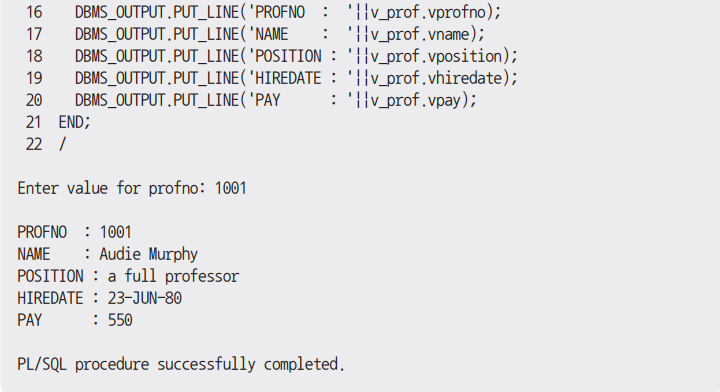 16    DBMS_OUTPUT.PUT_LINE('PROFNO  :  '||v_prof.vprofno);
17    DBMS_OUTPUT.PUT_LINE('NAME    :  '||v_prof.vname);
18    DBMS_OUTPUT.PUT_LINE('POSITION : '||v_prof.vposition);
19    DBMS_OUTPUT.PUT_LINE('HIREDATE : '||v_prof.vhiredate);
20    DBMS_OUTPUT.PUT_LINE('PAY      : '||v_prof.vpay);
21  END;
22  /
Enter value for profno: 1001
PROFNO  : 1001
NAME    : Audie Murphy
POSITION : a full professor
HIREDATE : 23-JUN-80
PAY      : 550
PL/SQL procedure successfully completed.